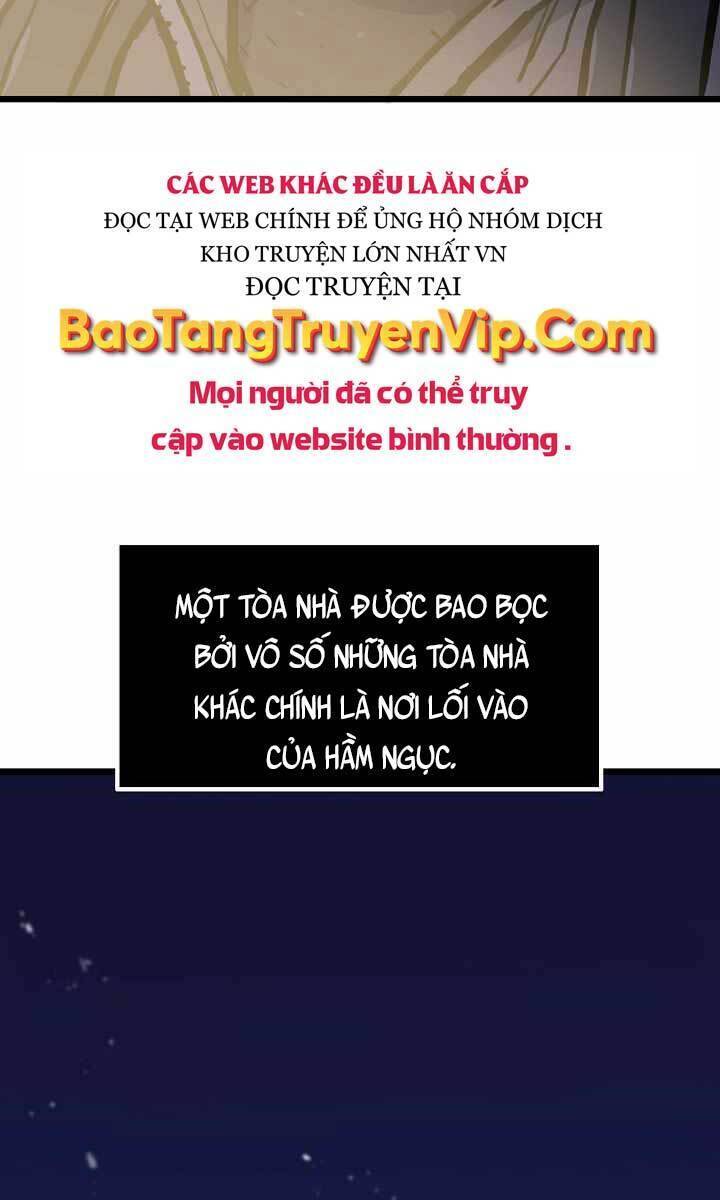 CÁC WEB KHÁC ĐỀU LÀ ĂN CẮP
ĐỌC TẠI WEB CHÍNH ĐỂ ỦNG HỘ NHÓM DỊCH
KHO TRUYỆN LỚN NHẤT VN
ĐỌC TRUYỆN TẠI
BaoTangTruyenVip.Com
Mọi người đã có thể truy
cập vào website bình thường .
MỘT TÒA NHÀ ĐƯỢC BAO BỌC
BỞI VÔ SỐ NHỮNG TÒA NHÀ
KHÁC CHÍNH LÀ NƠI LỐI VÀO
CỦA HẦM NGỤC.